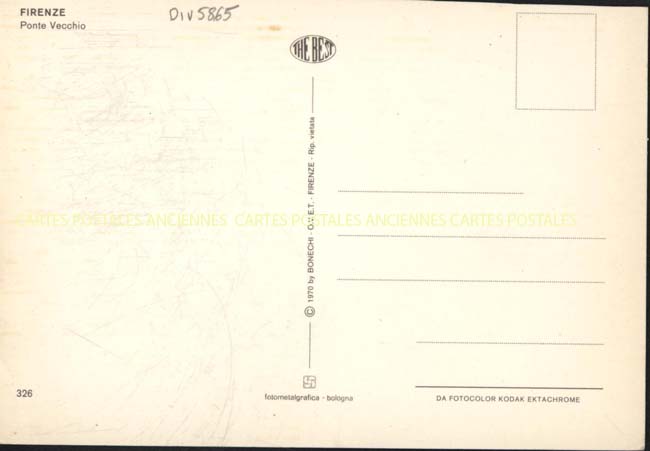 FIRENZE
Ponte Vecchio
Div5865
THE BEST
© 1970 by BONECHI - O.V.E.T. - FIRENZE - Rip. vietata
CARTES POSTALES ANCIENNES CARTES POSTALES ANCIENNES CARTES POSTALES
326
fotometalgrafica - bologna
DA FOTOCOLOR KODAK EKTACHROME